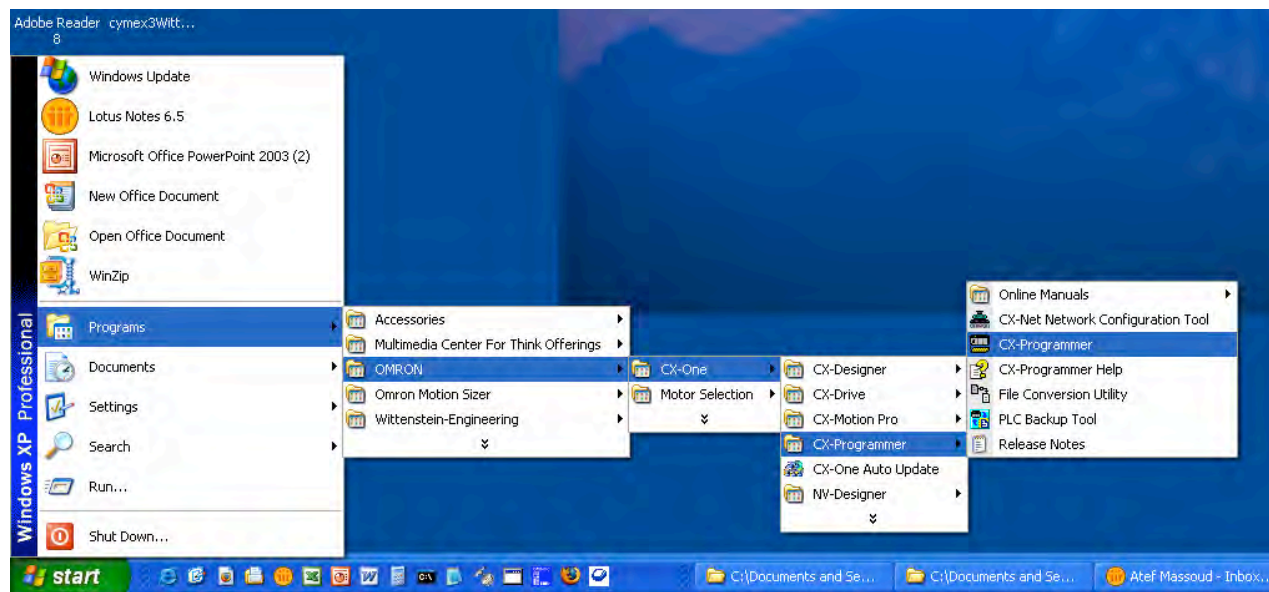 Adobe Reader 8
cymex3Witt...
Windows XP Professional
Windows Update
Lotus Notes 6.5
Microsoft Office PowerPoint 2003 (2)
New Office Document
Open Office Document
WinZip
Programs
Documents
Settings
Search
Run...
Shut Down...
Accessories
Multimedia Center For Think Offerings
OMRON
Omron Motion Sizer
Wittenstein-Engineering
CX-One
Motor Selection
CX-Designer
CX-Drive
CX-Motion Pro
CX-Programmer
CX-One Auto Update
NV-Designer
Online Manuals
CX-Net Network Configuration Tool
CX-Programmer
CX-Programmer Help
File Conversion Utility
PLC Backup Tool
Release Notes
start
C:\Documents and Se...
C:\Documents and Se...
Atef Massoud - Inbox...